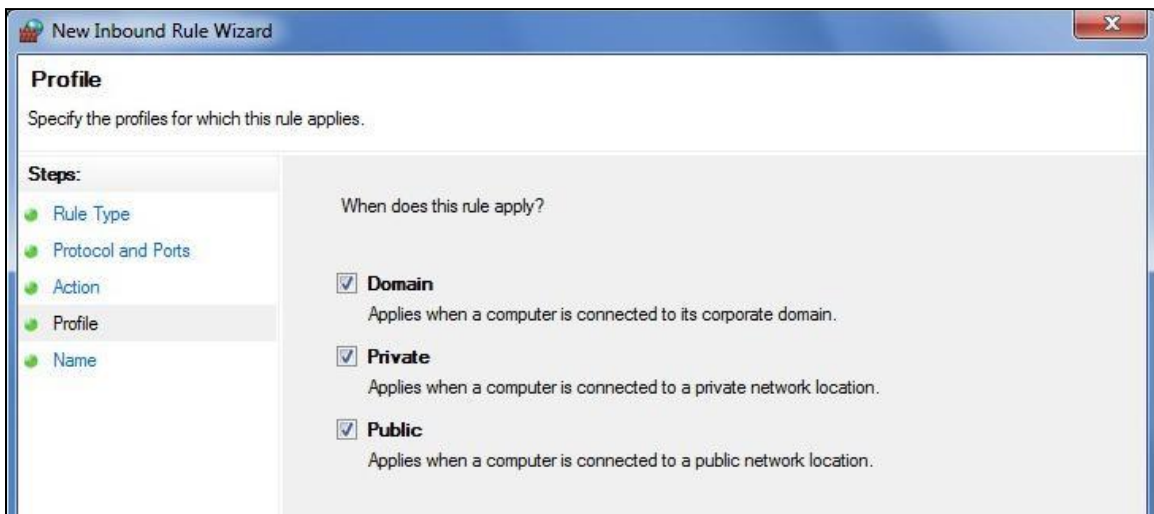 New Inbound Rule Wizard
Profile
Specify the profiles for which this rule applies.
Steps:
Rule Type
Protocol and Ports
Action
Profile
Name
When does this rule apply?
Domain
Applies when a computer is connected to its corporate domain.
Private
Applies when a computer is connected to a private network location.
Public
Applies when a computer is connected to a public network location.